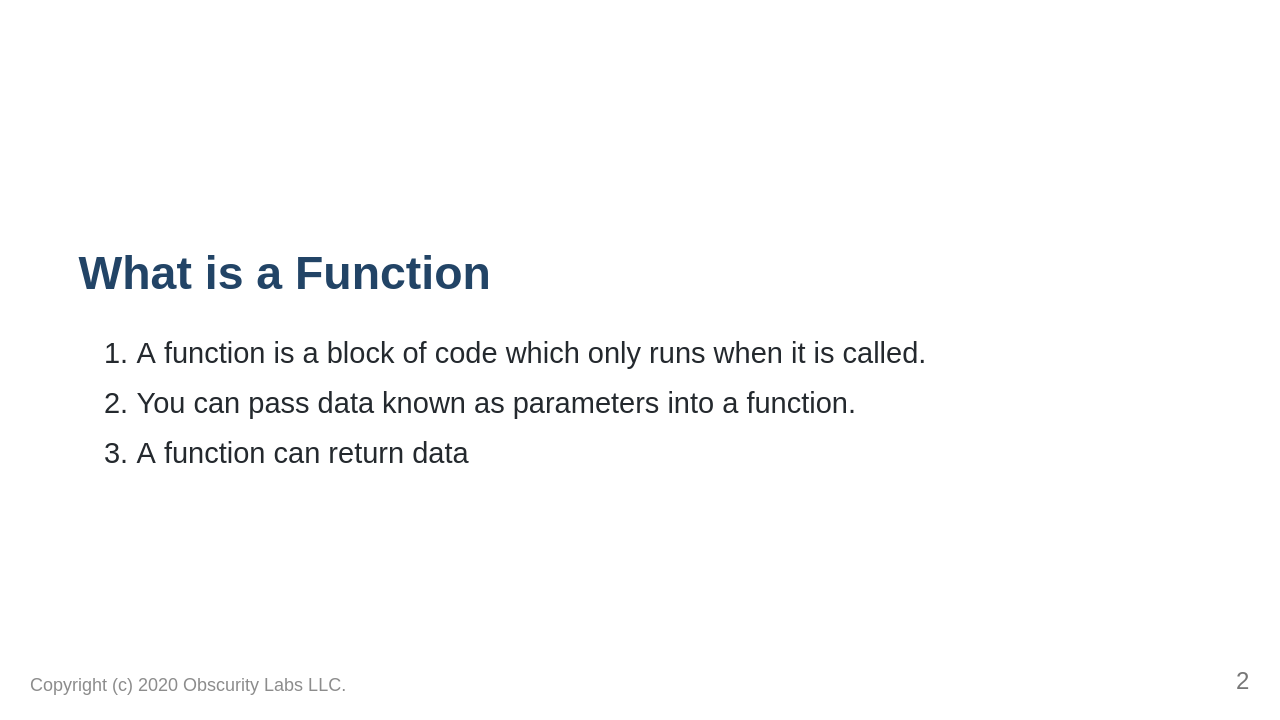 What is a Function
1. A function is a block of code which only runs when it is called.
2. You can pass data known as parameters into a function.
3. A function can return data
Copyright (c) 2020 Obscurity Labs LLC.
2